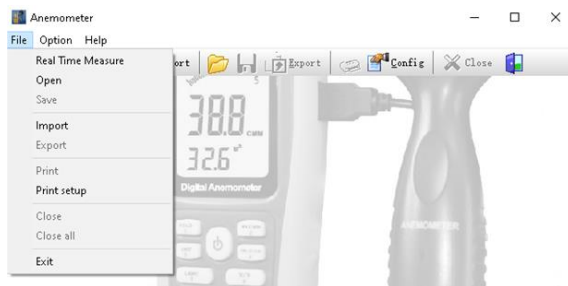 Anemometer
File Option Help
Real Time Measure
Open
Save
Import
Export
Print
Print setup
Close
Close all
Exit
ort Export Config Close
38.8
32.6
Digital Anemometer
ANEMOMETER